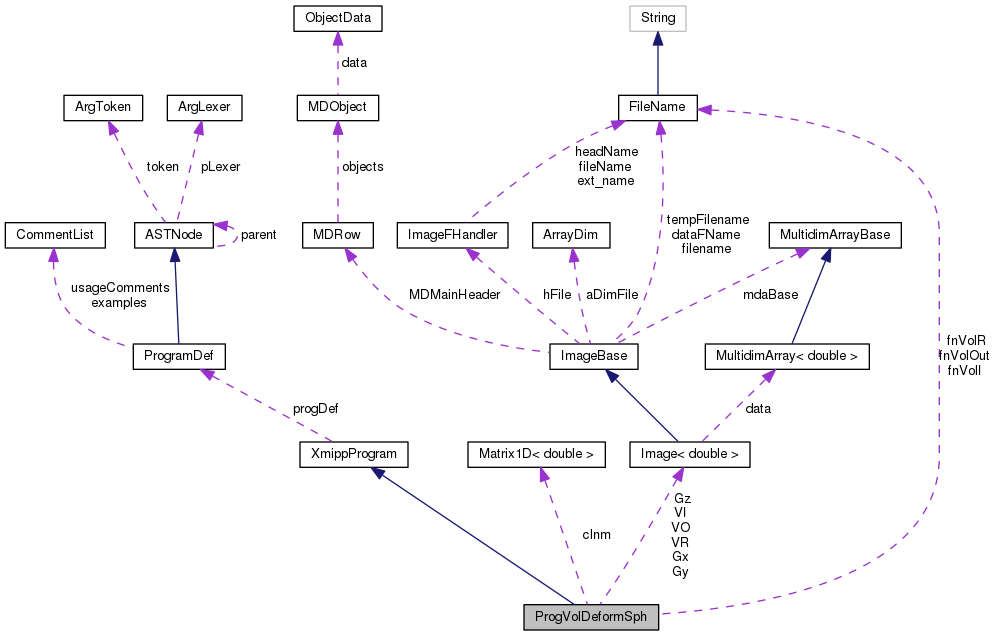 ObjectData
String
data
ArgToken
ArgLexer
MDObject
FileName
token
pLexer
objects
headName
fileName
ext_name
CommentList
ASTNode
parent
MDRow
ImageFHandler
ArrayDim
tempFilename
dataFName
filename
MultidimArrayBase
usageComments
examples
MDMainHeader
hFile
aDimFile
mdaBase
ProgramDef
ImageBase
MultidimArray< double >
fnVolR
fnVolOut
fnVolI
progDef
data
XmippProgram
Matrix1D< double >
Image< double >
clnm
Gz
VI
VO
VR
Gx
Gy
ProgVolDeformSph